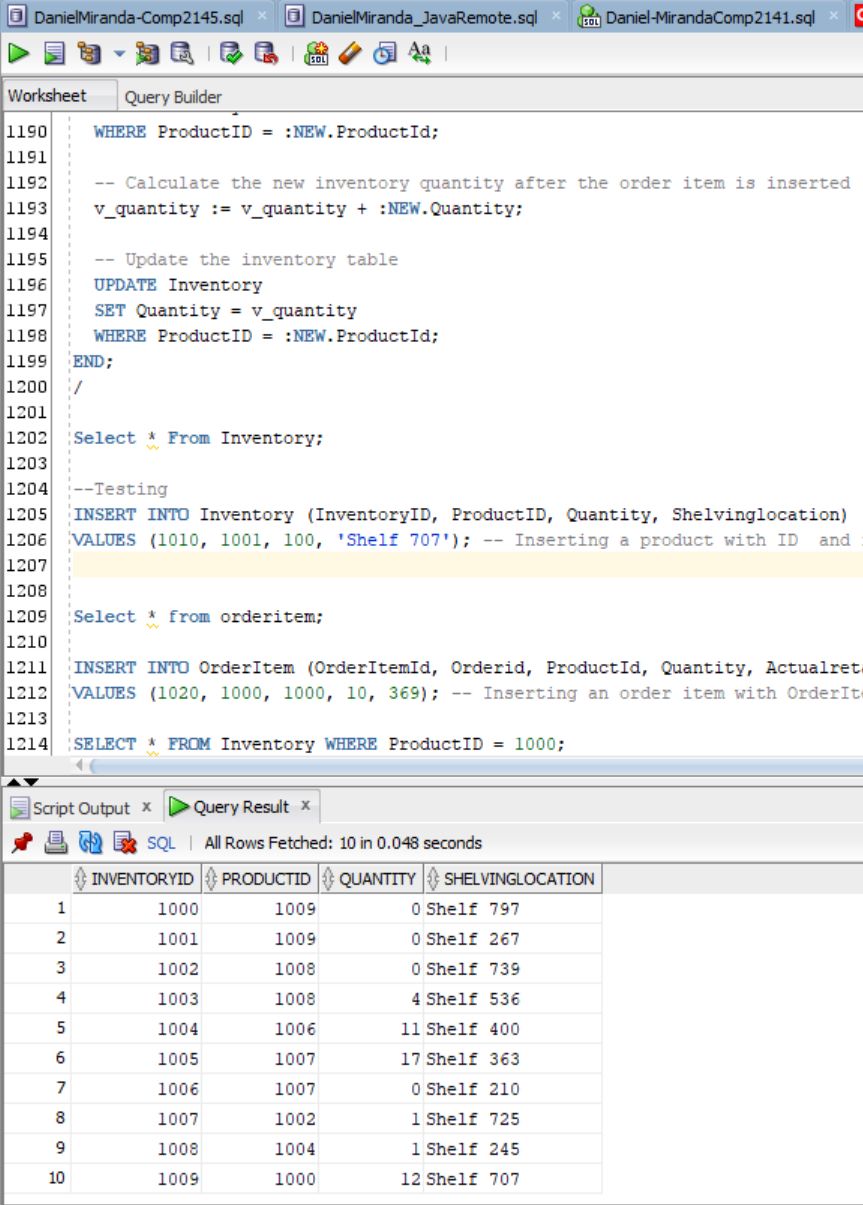 DanielMiranda-Comp2145.sql × DanielMiranda_JavaRemote.sql × Daniel-MirandaComp2141.sql ×
Worksheet Query Builder
1190 WHERE ProductID = :NEW.ProductId;
1191
1192 -- Calculate the new inventory quantity after the order item is inserted
1193 v_quantity := v_quantity + :NEW.Quantity;
1194
1195 -- Update the inventory table
1196 UPDATE Inventory
1197 SET Quantity = v_quantity
1198 WHERE ProductID = :NEW.ProductId;
1199 END;
1200 /
1201
1202 Select * From Inventory;
1203
1204 --Testing
1205 INSERT INTO Inventory (InventoryID, ProductID, Quantity, Shelvinglocation)
1206 VALUES (1010, 1001, 100, 'Shelf 707'); -- Inserting a product with ID  and
1207
1208
1209 Select * from orderitem;
1210
1211 INSERT INTO OrderItem (OrderItemId, Orderid, ProductId, Quantity, Actualreta
1212 VALUES (1020, 1000, 1000, 10, 369); -- Inserting an order item with OrderIte
1213
1214 SELECT * FROM Inventory WHERE ProductID = 1000;
Script Output × Query Result ×
SQL | All Rows Fetched: 10 in 0.048 seconds
INVENTORYID PRODUCTID QUANTITY SHELVINGLOCATION
1 1000 1009 0 Shelf 797
2 1001 1009 0 Shelf 267
3 1002 1008 0 Shelf 739
4 1003 1008 4 Shelf 536
5 1004 1006 11 Shelf 400
6 1005 1007 17 Shelf 363
7 1006 1007 0 Shelf 210
8 1007 1002 1 Shelf 725
9 1008 1004 1 Shelf 245
10 1009 1000 12 Shelf 707